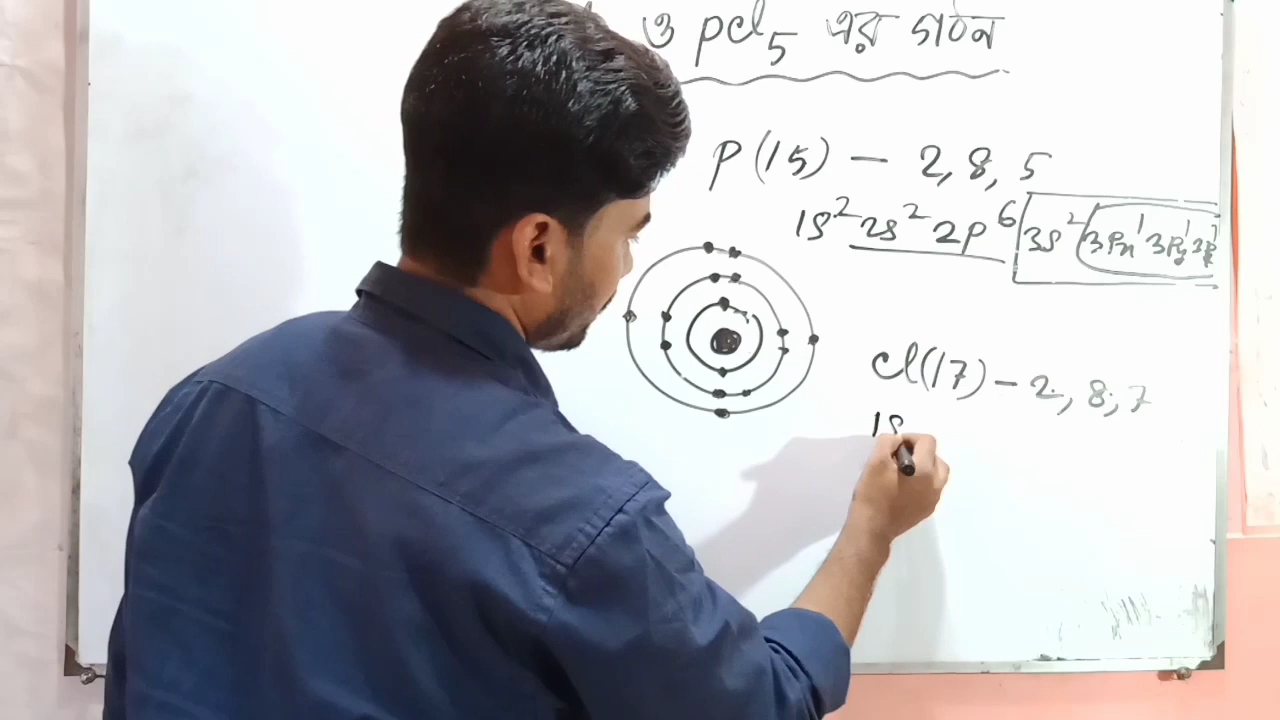 ও pcl₅ এর গঠন
P(15) — 2, 8, 5
1s² 2s² 2p⁶ 3s² 3Px¹ 3Py¹ 3P
Cl(17) – 2, 8, 7
1s